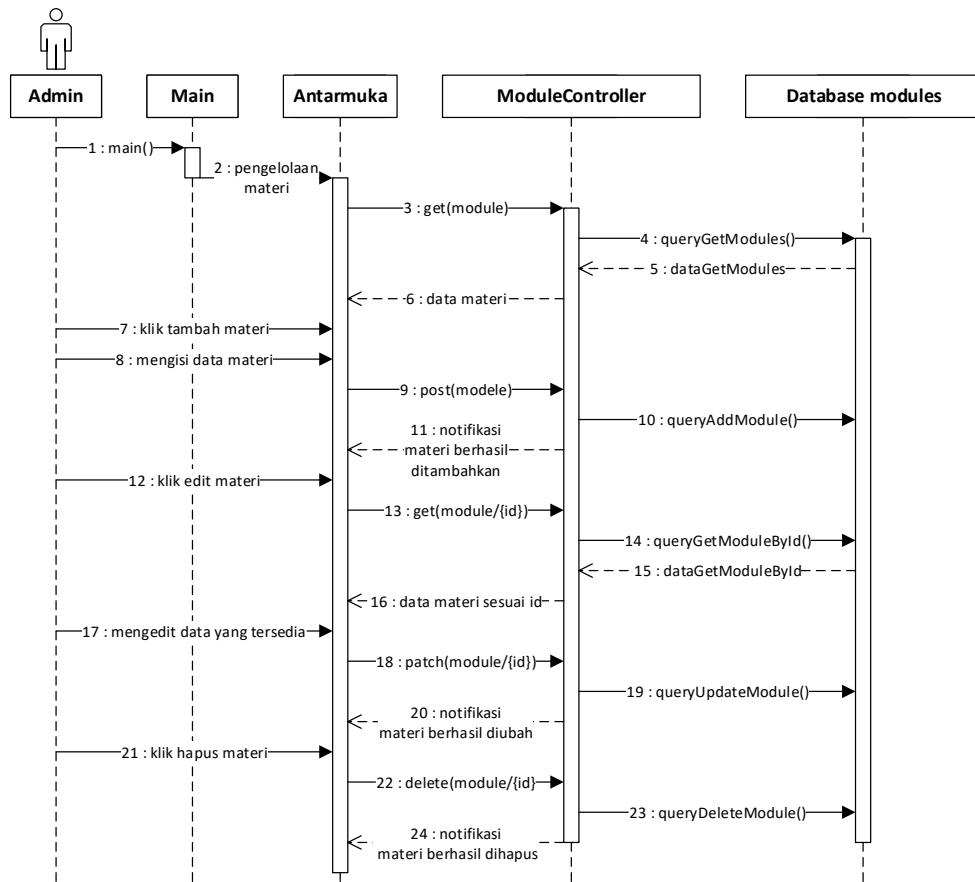 Admin
Main
Antarmuka
ModuleController
Database modules
1 : main()
2 : pengelolaan
materi
3 : get(module)
4 : queryGetModules()
5 : dataGetModules
6 : data materi
7 : klik tambah materi
8 : mengisi data materi
9 : post(modele)
10 : queryAddModule()
11 : notifikasi
materi berhasil
ditambahkan
12 : klik edit materi
13 : get(module/{id})
14 : queryGetModuleById()
15 : dataGetModuleById
16 : data materi sesuai id
17 : mengedit data yang tersedia
18 : patch(module/{id})
19 : queryUpdateModule()
20 : notifikasi
materi berhasil diubah
21 : klik hapus materi
22 : delete(module/{id}
23 : queryDeleteModule()
24 : notifikasi
materi berhasil dihapus